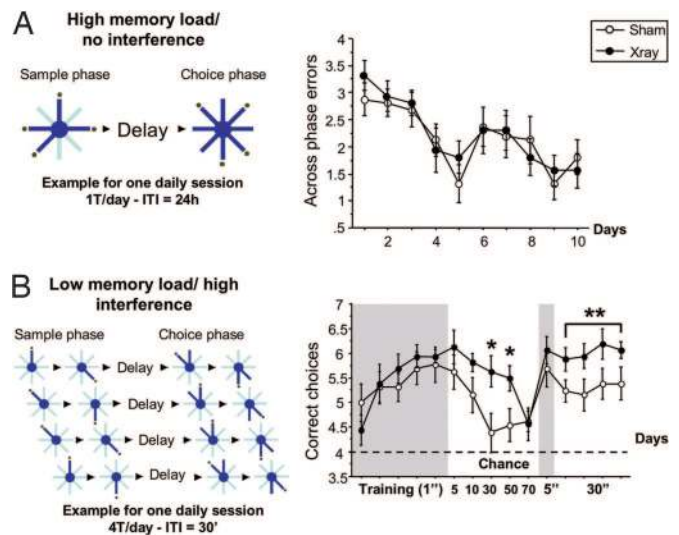 A
High memory load/
no interference
Sample phase
Choice phase
Delay
Example for one daily session
1T/day - ITI = 24h
Sham
Xray
Across phase errors
4
3.5
3
2.5
2
1.5
1
.5
2
4
6
8
10
Days
B
Low memory load/ high
interference
Sample phase
Choice phase
Delay
Delay
Delay
Delay
Example for one daily session
4T/day - ITI = 30'
Correct choices
7
6.5
6
5.5
5
4.5
4
3.5
*
*
**
Chance
Days
Training (1'')
5
10
30
50
70
5''
30''